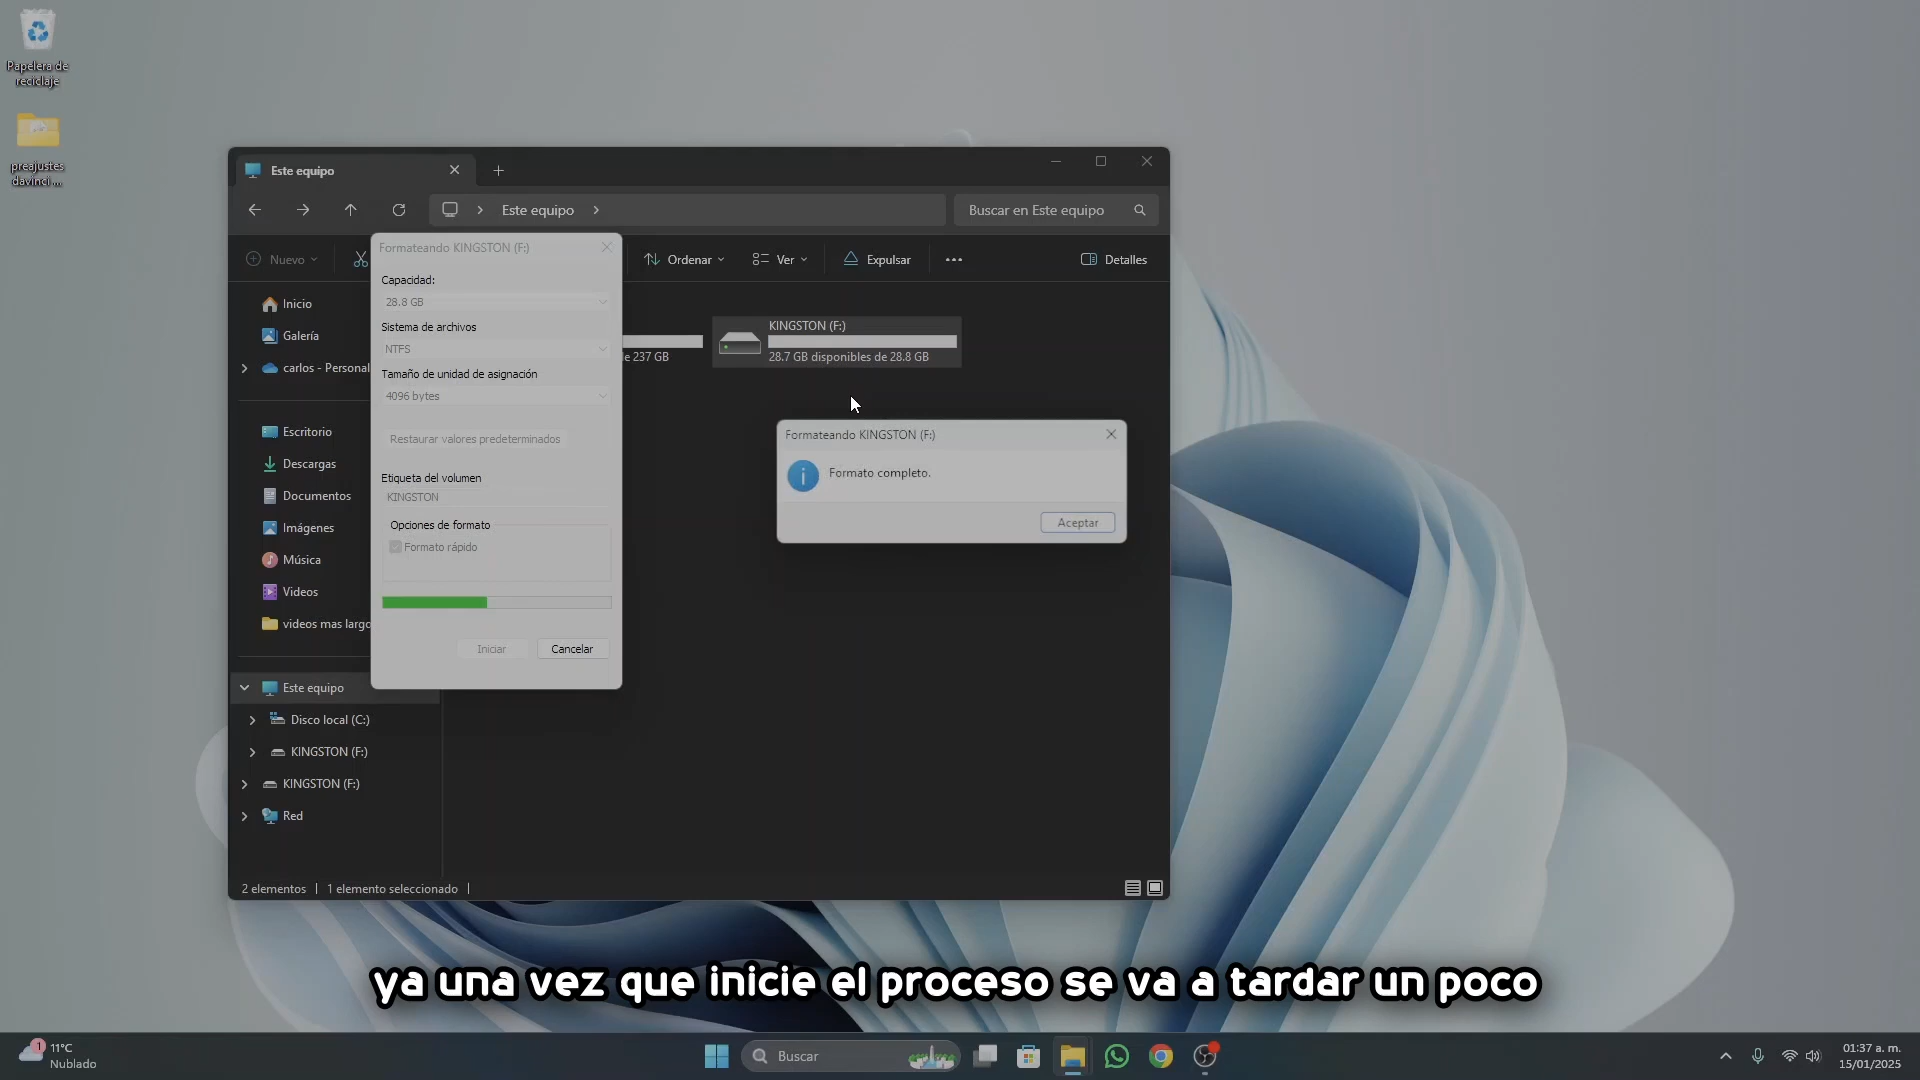 Papelera de
reciclaje
preajustes
davinci ...
Este equipo
Este equipo
Buscar en Este equipo
Nuevo
Ordenar
Ver
Expulsar
Detalles
Inicio
Galería
carlos - Personal
Escritorio
Descargas
Documentos
Imágenes
Música
Videos
videos mas largo
Este equipo
Disco local (C:)
KINGSTON (F:)
KINGSTON (F:)
Red
Formateando KINGSTON (F:)
Capacidad:
28.8 GB
Sistema de archivos
NTFS
Tamaño de unidad de asignación
4096 bytes
Restaurar valores predeterminados
Etiqueta del volumen
KINGSTON
Opciones de formato
Formato rápido
Iniciar
Cancelar
de 237 GB
KINGSTON (F:)
28.7 GB disponibles de 28.8 GB
Formateando KINGSTON (F:)
Formato completo.
Aceptar
2 elementos
1 elemento seleccionado
ya una vez que inicie el proceso se va a tardar un poco
1
11°C
Nublado
Buscar
01:37 a. m.
15/01/2025